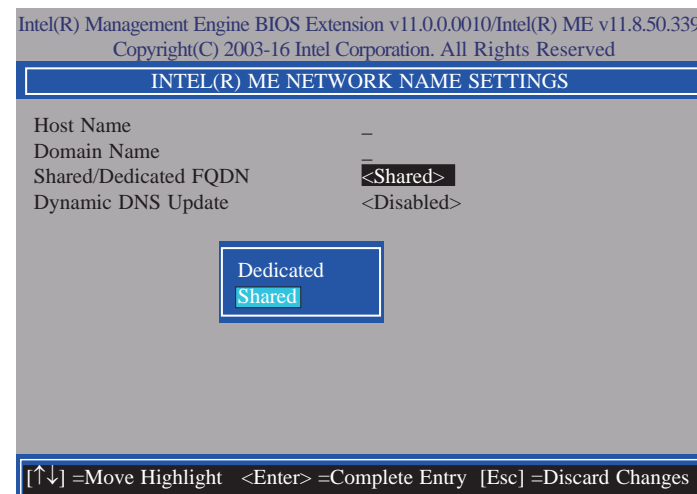 Intel(R) Management Engine BIOS Extension v11.0.0.0010/Intel(R) ME v11.8.50.339
Copyright(C) 2003-16 Intel Corporation. All Rights Reserved
INTEL(R) ME NETWORK NAME SETTINGS
Host Name _
Domain Name _
Shared/Dedicated FQDN <Shared>
Dynamic DNS Update <Disabled>
Dedicated
Shared
[↑↓] =Move Highlight <Enter> =Complete Entry [Esc] =Discard Changes